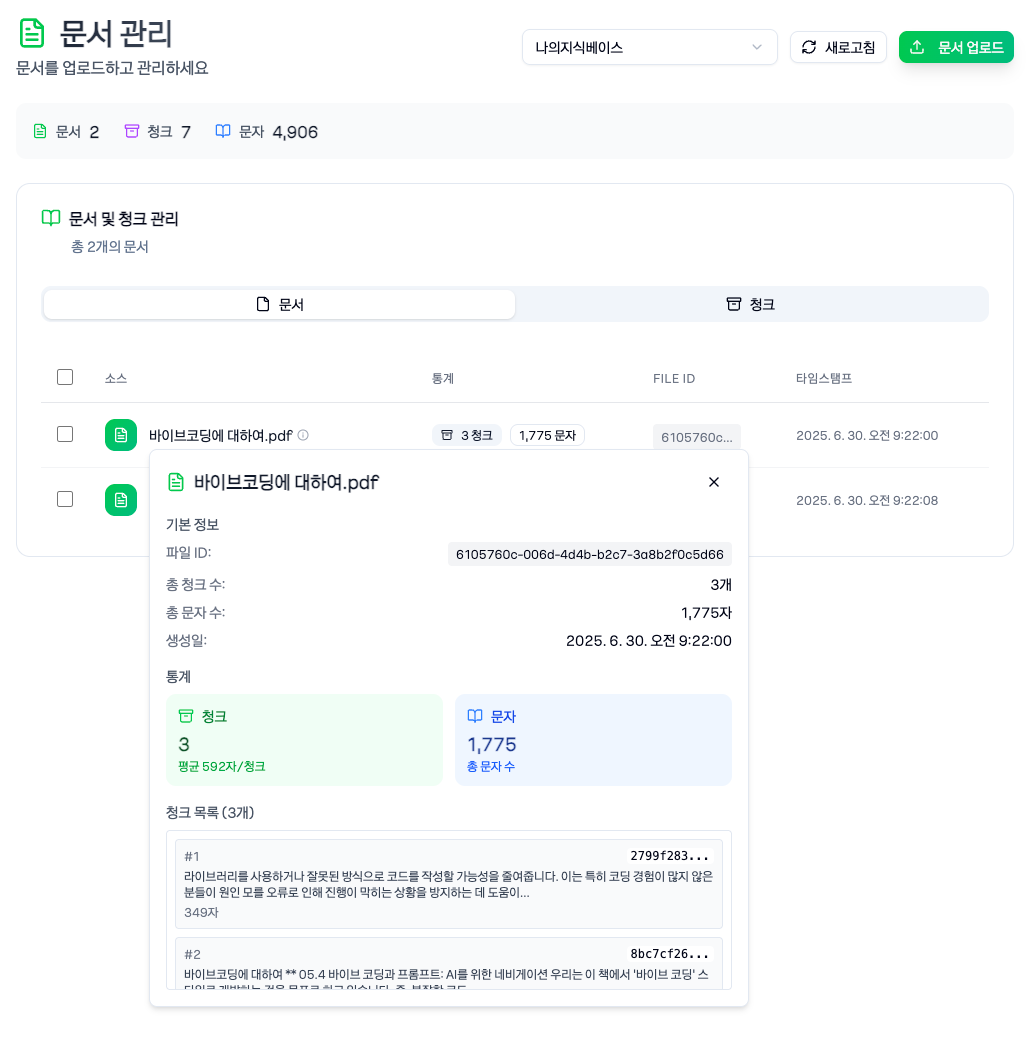 문서 관리
문서를 업로드하고 관리하세요
나의지식베이스
새로고침
문서 업로드
문서 2 청크 7 문자 4,906
문서 및 청크 관리
총 2개의 문서
문서
청크
소스 통계 FILE ID 타임스탬프
바이브코딩에 대하여.pdf 3 청크 1,775 문자 6105760c... 2025. 6. 30. 오전 9:22:00
2025. 6. 30. 오전 9:22:08
바이브코딩에 대하여.pdf
기본 정보
파일 ID: 6105760c-006d-4d4b-b2c7-3a8b2f0c5d66
총 청크 수: 3개
총 문자 수: 1,775자
생성일: 2025. 6. 30. 오전 9:22:00
통계
청크
3
평균 592자/청크
문자
1,775
총 문자 수
청크 목록 (3개)
#1 2799f283...
라이브러리를 사용하거나 잘못된 방식으로 코드를 작성할 가능성을 줄여줍니다. 이는 특히 코딩 경험이 많지 않은
분들이 원인 모를 오류로 인해 진행이 막히는 상황을 방지하는 데 도움이...
349자
#2 8bc7cf26...
바이브코딩에 대하여 ** 05.4 바이브 코딩과 프롬프트: AI를 위한 네비게이션 우리는 이 책에서 '바이브 코딩' 스